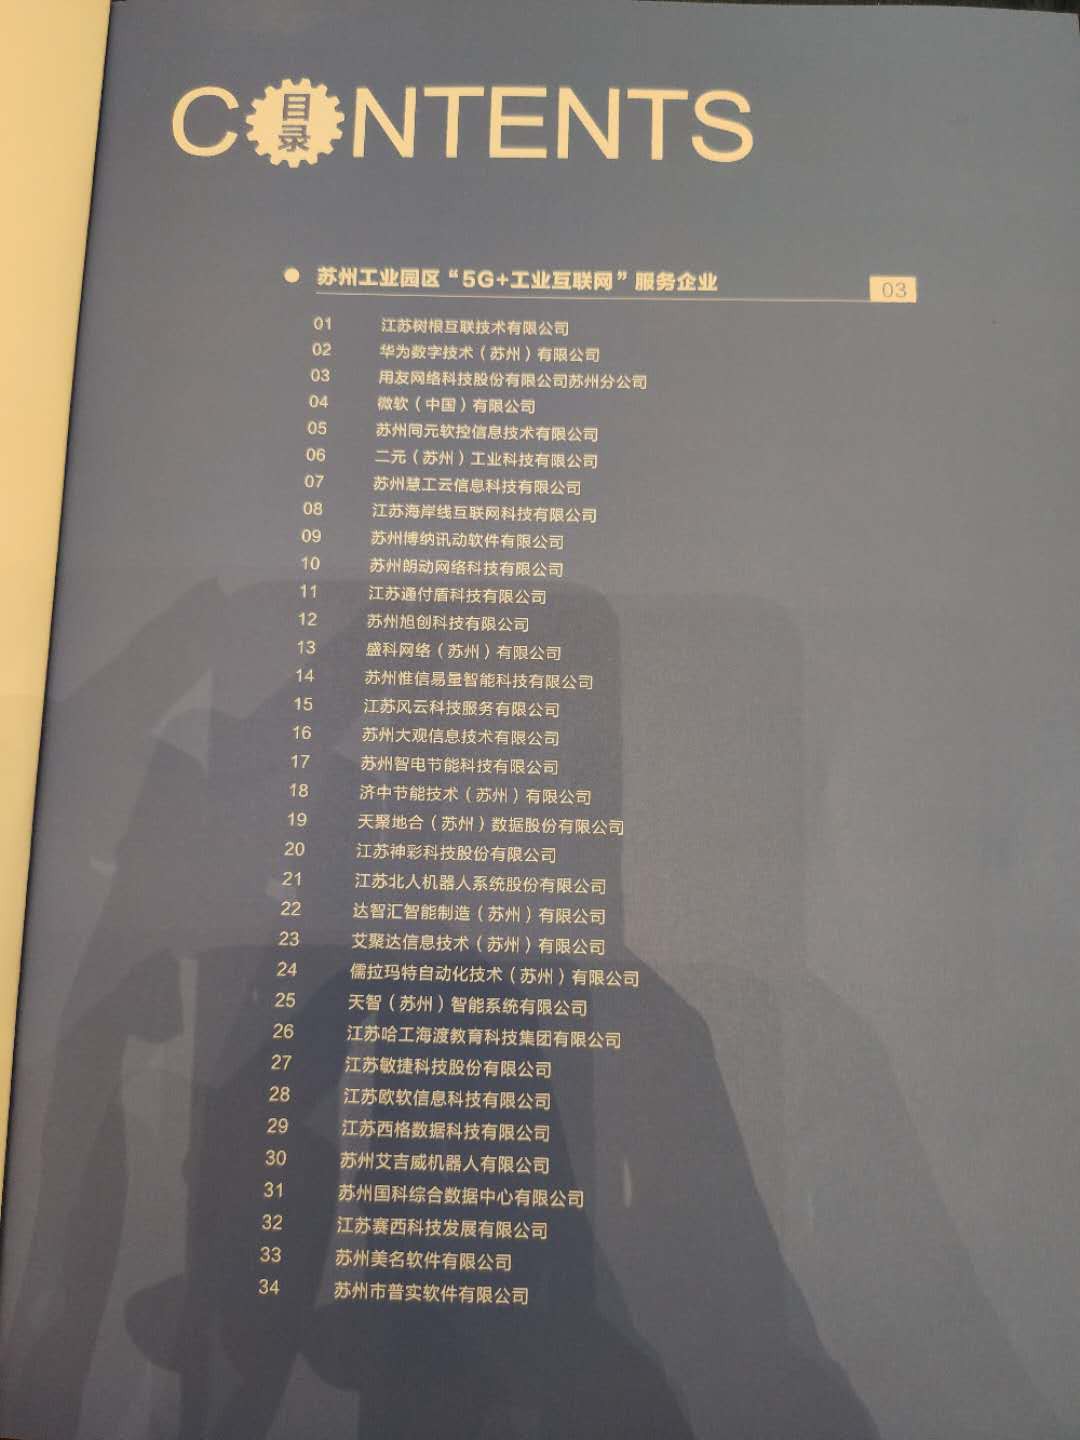 CONTENTS
目录
苏州工业园区“5G+工业互联网”服务企业 03
01 江苏树根互联技术有限公司
02 华为数字技术（苏州）有限公司
03 用友网络科技股份有限公司苏州分公司
04 微软（中国）有限公司
05 苏州同元软控信息技术有限公司
06 二元（苏州）工业科技有限公司
07 苏州慧工云信息科技有限公司
08 江苏海岸线互联网科技有限公司
09 苏州博纳讯动软件有限公司
10 苏州朗动网络科技有限公司
11 江苏通付盾科技有限公司
12 苏州旭创科技有限公司
13 盛科网络（苏州）有限公司
14 苏州惟信易量智能科技有限公司
15 江苏风云科技服务有限公司
16 苏州大观信息技术有限公司
17 苏州智电节能科技有限公司
18 济中节能技术（苏州）有限公司
19 天聚地合（苏州）数据股份有限公司
20 江苏神彩科技股份有限公司
21 江苏北人机器人系统股份有限公司
22 达智汇智能制造（苏州）有限公司
23 艾聚达信息技术（苏州）有限公司
24 儒拉玛特自动化技术（苏州）有限公司
25 天智（苏州）智能系统有限公司
26 江苏哈工海渡教育科技集团有限公司
27 江苏敏捷科技股份有限公司
28 江苏欧软信息科技有限公司
29 江苏西格数据科技有限公司
30 苏州艾吉威机器人有限公司
31 苏州国科综合数据中心有限公司
32 江苏赛西科技发展有限公司
33 苏州美名软件有限公司
34 苏州市普实软件有限公司